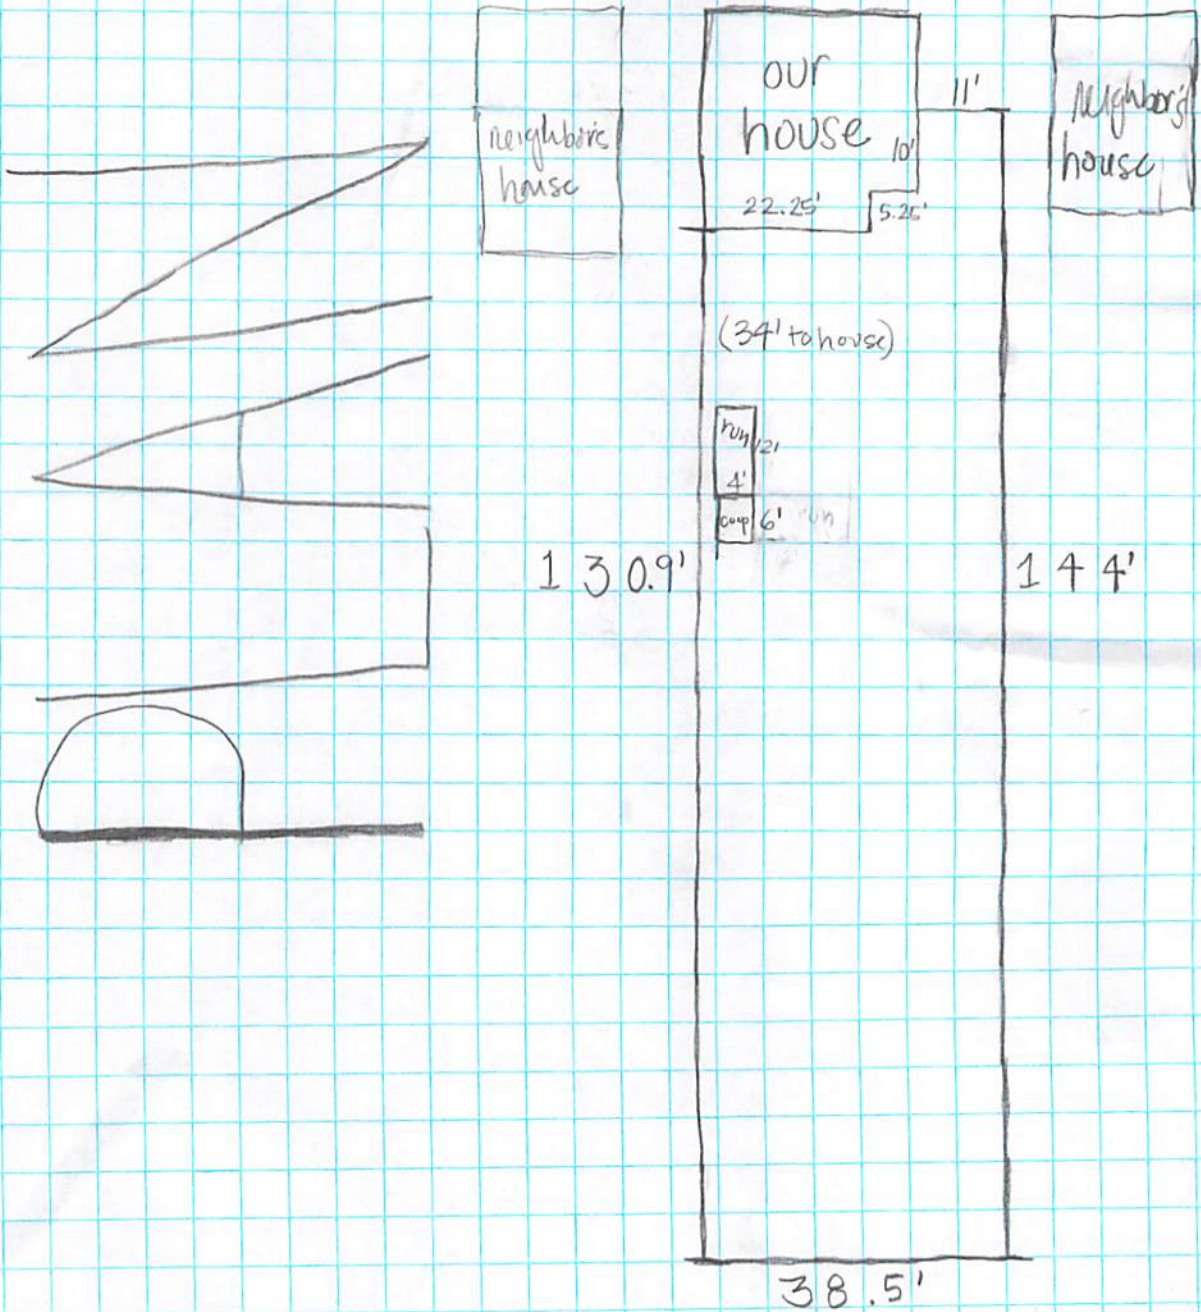 our
house
11'
10'
22.25'
5.25'
neighbor's
house
neighbor's
house
(34' to house)
run
12'
4'
coop
6'
run
130.9'
144'
38.5'